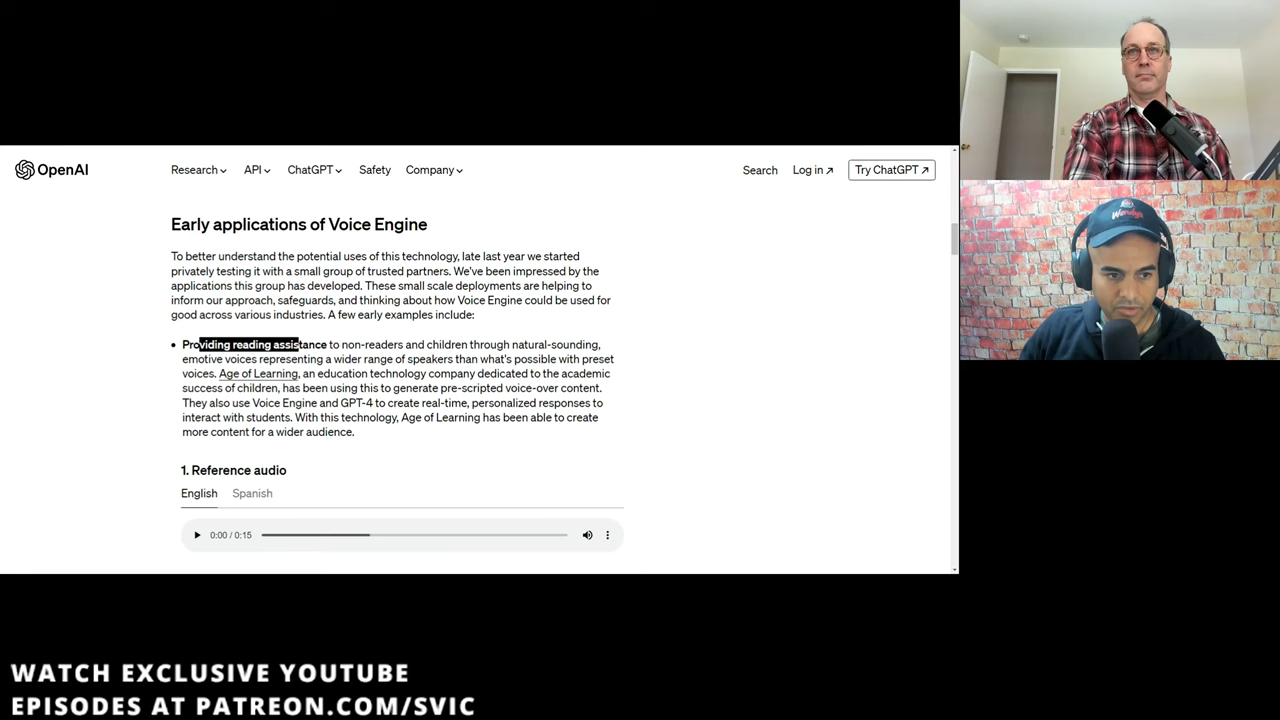 OpenAI
Research API ChatGPT Safety Company
Search Log in ↗ Try ChatGPT ↗
Early applications of Voice Engine
To better understand the potential uses of this technology, late last year we started
privately testing it with a small group of trusted partners. We've been impressed by the
applications this group has developed. These small scale deployments are helping to
inform our approach, safeguards, and thinking about how Voice Engine could be used for
good across various industries. A few early examples include:
• Providing reading assistance to non-readers and children through natural-sounding,
emotive voices representing a wider range of speakers than what's possible with preset
voices. Age of Learning, an education technology company dedicated to the academic
success of children, has been using this to generate pre-scripted voice-over content.
They also use Voice Engine and GPT-4 to create real-time, personalized responses to
interact with students. With this technology, Age of Learning has been able to create
more content for a wider audience.
1. Reference audio
English Spanish
0:00 / 0:15
Wendy's
WATCH EXCLUSIVE YOUTUBE
EPISODES AT PATREON.COM/SVIC